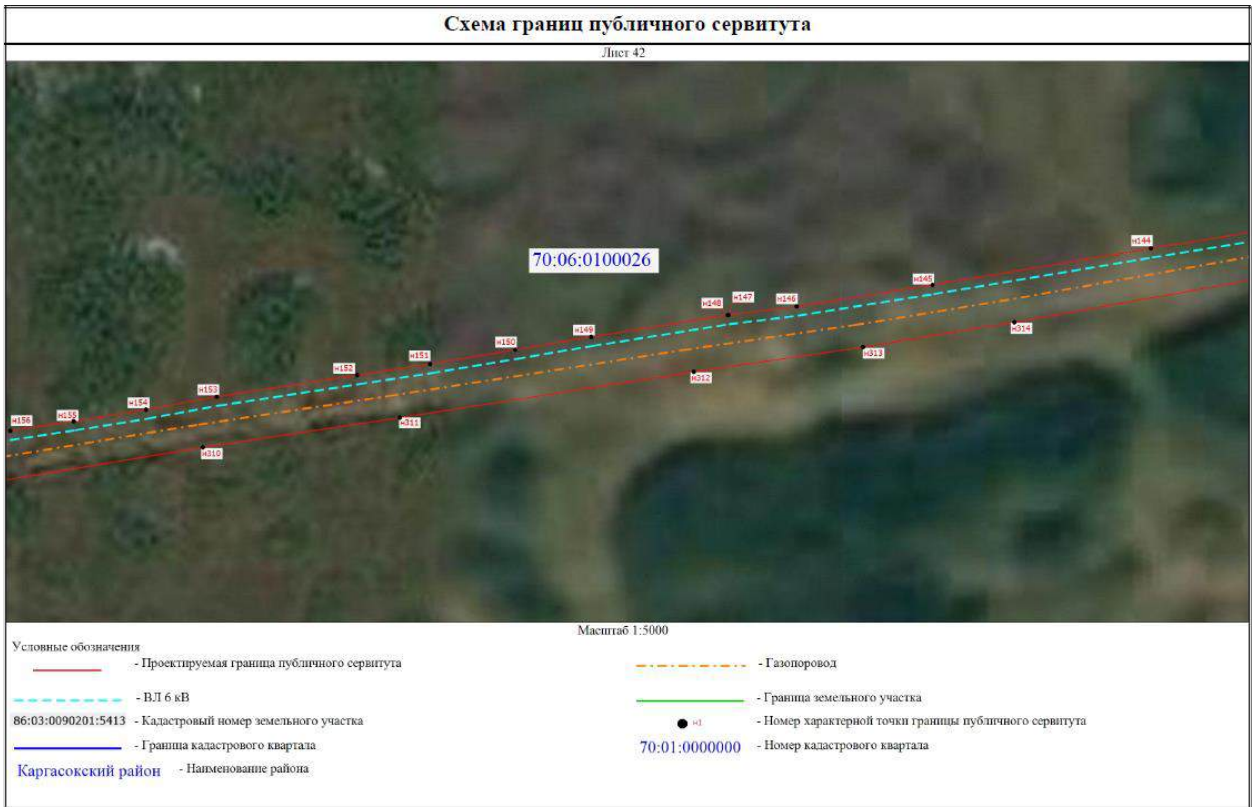 Схема границ публичного сервитута
Лист 42
н144
70:06:0100026
н145
н148 н147 н146
н314
н149
н150
н313
н151
н152
н312
н153
н154
н311
н156 н155
н310
Масштаб 1:5000
Условные обозначения
- Проектируемая граница публичного сервитута
- Газопоровод
- ВЛ 6 кВ
- Граница земельного участка
86:03:0090201:5413 - Кадастровый номер земельного участка
н1 - Номер характерной точки границы публичного сервитута
- Граница кадастрового квартала
70:01:0000000 - Номер кадастрового квартала
Каргасокский район - Наименование района